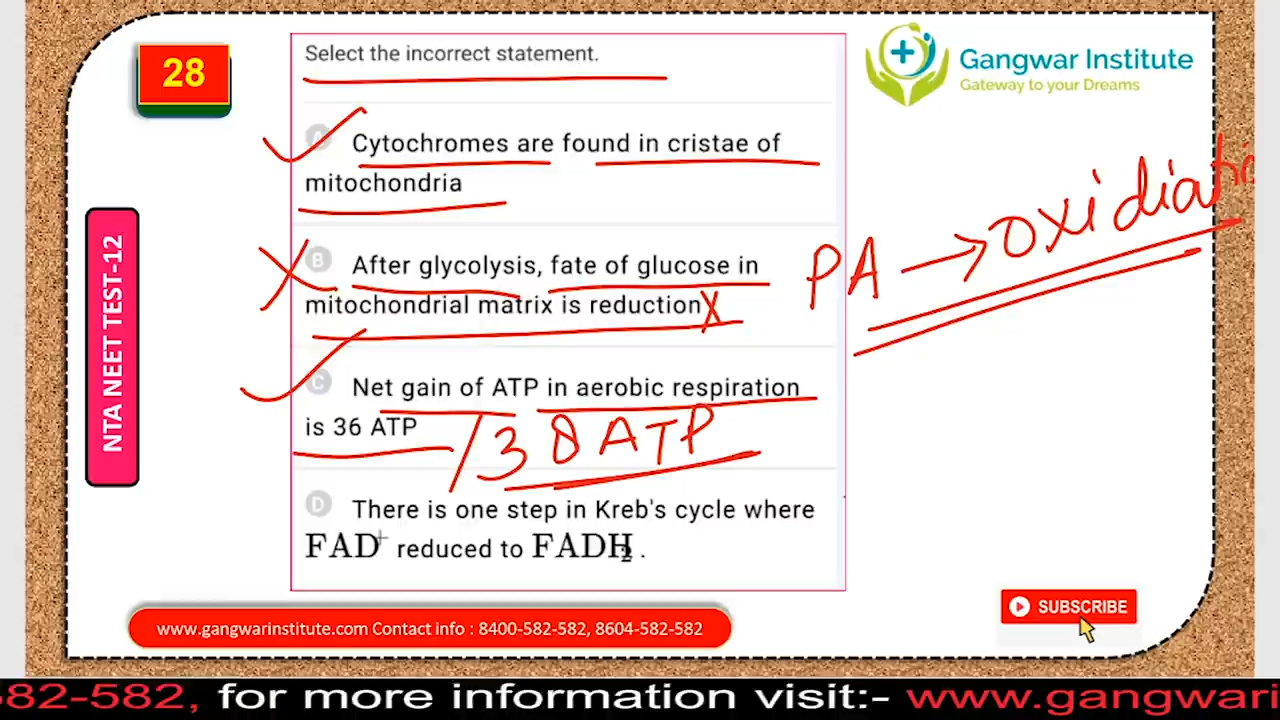 28
Select the incorrect statement.
Gangwar Institute
Gateway to your Dreams
A Cytochromes are found in cristae of
mitochondria
B After glycolysis, fate of glucose in
mitochondrial matrix is reduction X
PA → Oxidiatio
C Net gain of ATP in aerobic respiration
is 36 ATP / 38 ATP
D There is one step in Kreb's cycle where
FAD+ reduced to FADH2 .
NTA NEET TEST-12
SUBSCRIBE
www.gangwarinstitute.com Contact info : 8400-582-582, 8604-582-582
582-582, for more information visit:- www.gangwari